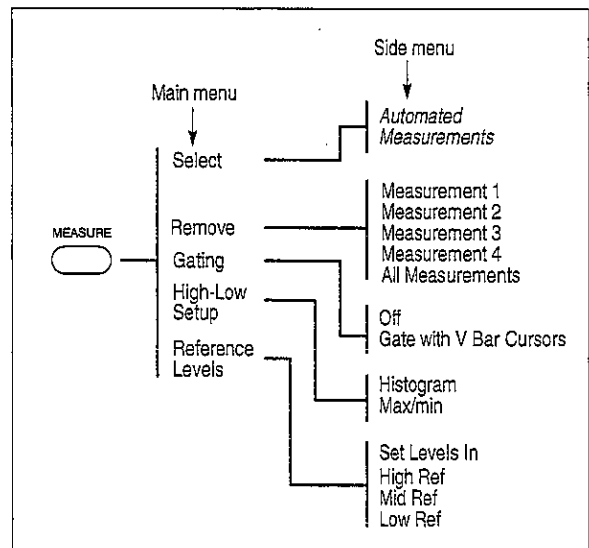 Side menu
Main menu
Automated
Measurements
Select
Measurement 1
Measurement 2
Measurement 3
Measurement 4
All Measurements
MEASURE
Remove
Gating
High-Low
Setup
Reference
Levels
Off
Gate with V Bar Cursors
Histogram
Max/min
Set Levels In
High Ref
Mid Ref
Low Ref